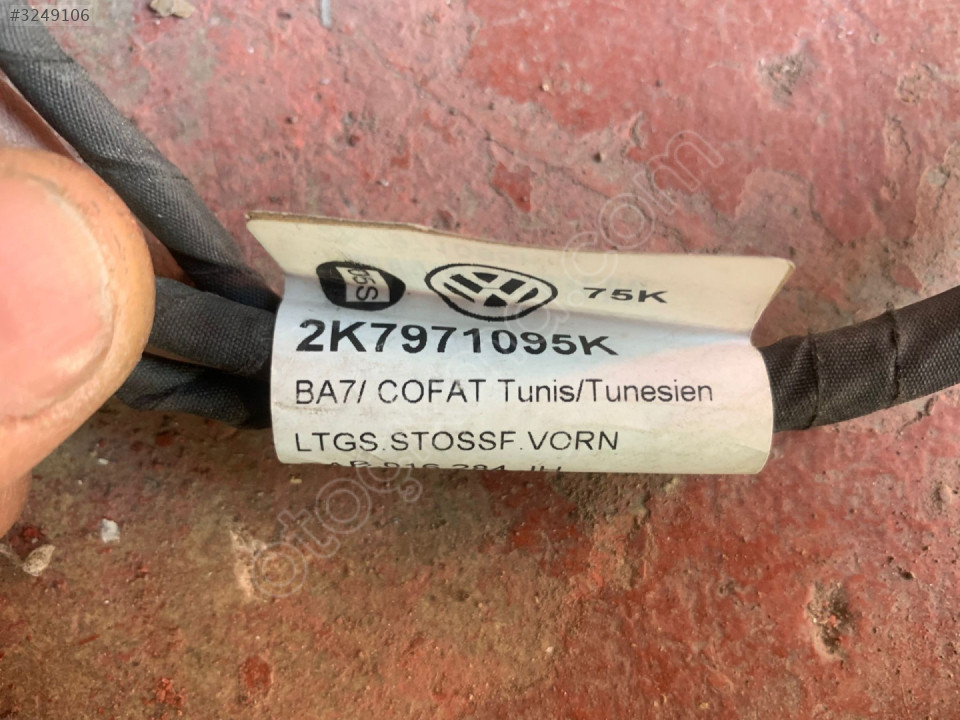 #3249106
75K
2K7971095K
BA7/ COFAT Tunis/Tunesien
LTGS.STOSSF.VORN